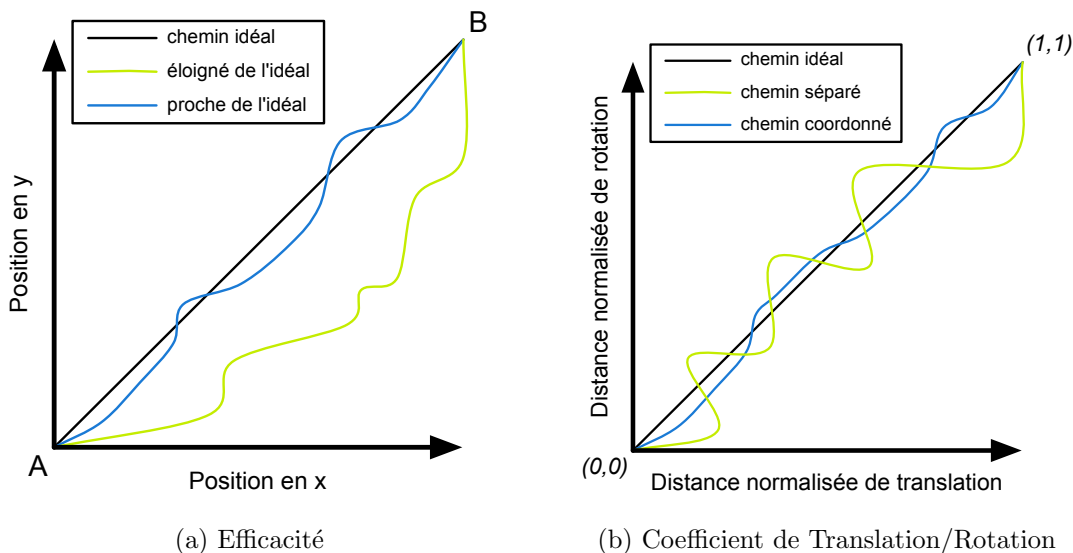 B
chemin idéal
éloigné de l'idéal
proche de l'idéal
Position en y
A
Position en x
(a) Efficacité
(1,1)
chemin idéal
chemin séparé
chemin coordonné
Distance normalisée de rotation
(0,0)
Distance normalisée de translation
(b) Coefficient de Translation/Rotation